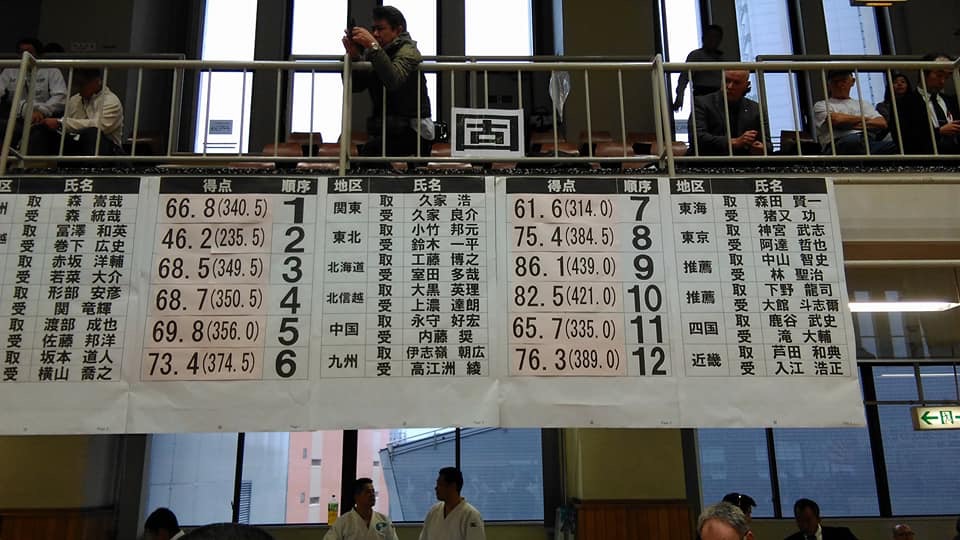 固
区 氏名 得点 順序 地区 氏名 得点 順序 地区 氏名
州 取 森 嵩哉 66.8(340.5) 1 関東 取 久家 浩 61.6(314.0) 7 東海 取 森田 賢一
受 森 統哉 受 久家 良介 受 猪又 功
越 取 冨澤 和英 46.2(235.5) 2 東北 取 小竹 邦元 75.4(384.5) 8 東京 取 神宮 武志
受 巻下 広史 受 鈴木 一平 受 阿達 哲也
取 赤坂 洋輔 68.5(349.5) 3 北海道 取 工藤 博之 86.1(439.0) 9 推薦 取 中山 智史
受 若菜 大介 受 室田 多哉 受 林 聖治
取 形部 安彦 68.7(350.5) 4 北信越 取 大黒 英理 82.5(421.0) 10 推薦 取 下野 龍司
受 関 竜輝 受 上濃 達朗 受 大館 斗志爾
取 渡部 成也 69.8(356.0) 5 中国 取 永守 好宏 65.7(335.0) 11 四国 取 鹿谷 武史
受 佐藤 邦洋 受 内藤 奨 受 滝 大輔
取 坂本 道人 73.4(374.5) 6 九州 取 伊志嶺 朝広 76.3(389.0) 12 近畿 取 芦田 和典
受 横山 喬之 受 高江洲 綾 受 入江 浩正